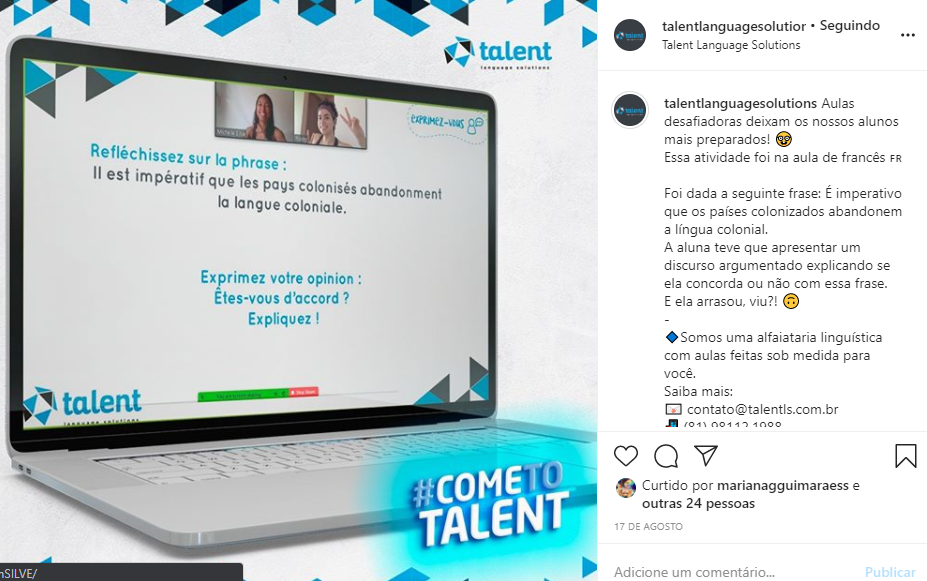 talent
language solutions
exprimez-vous
Refléchissez sur la phrase :
Il est impératif que les pays colonisés abandonment
la langue coloniale.
Exprimez votre opinion :
Êtes-vous d'accord ?
Expliquez !
talent
language solutions
#COMETO
TALENT
talentlanguagesolutior • Seguindo
Talent Language Solutions
talentlanguagesolutions Aulas
desafiadoras deixam os nossos alunos
mais preparados! 🤓
Essa atividade foi na aula de francês FR
Foi dada a seguinte frase: É imperativo
que os países colonizados abandonem
a língua colonial.
A aluna teve que apresentar um
discurso argumentado explicando se
ela concorda ou não com essa frase.
E ela arrasou, viu?! 🙃
-
🔹Somos uma alfaiataria linguística
com aulas feitas sob medida para
você.
Saiba mais:
📧 contato@talentls.com.br
📲 (81) 98112.1988
Curtido por marianagguimaraess e
outras 24 pessoas
17 DE AGOSTO
Adicione um comentário...
Publicar
nSILVE/